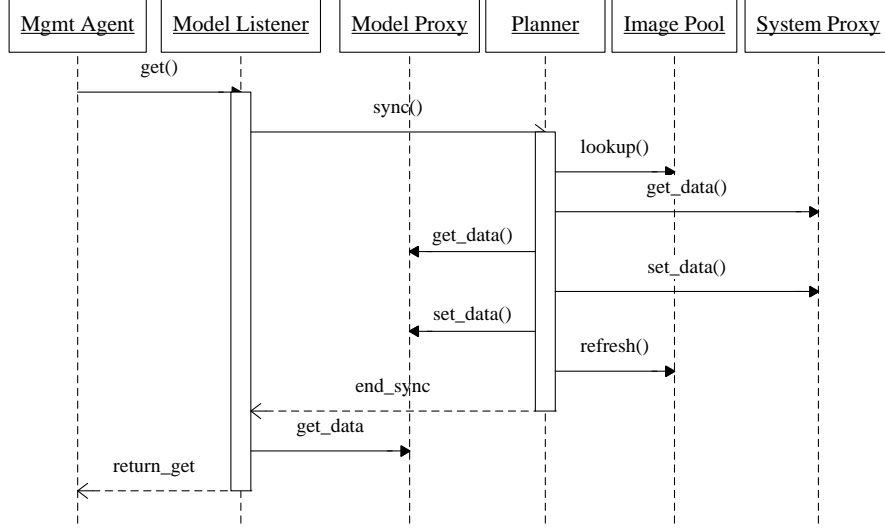 Mgmt Agent
Model Listener
Model Proxy
Planner
Image Pool
System Proxy
get()
sync()
lookup()
get_data()
get_data()
set_data()
set_data()
refresh()
end_sync
get_data
return_get